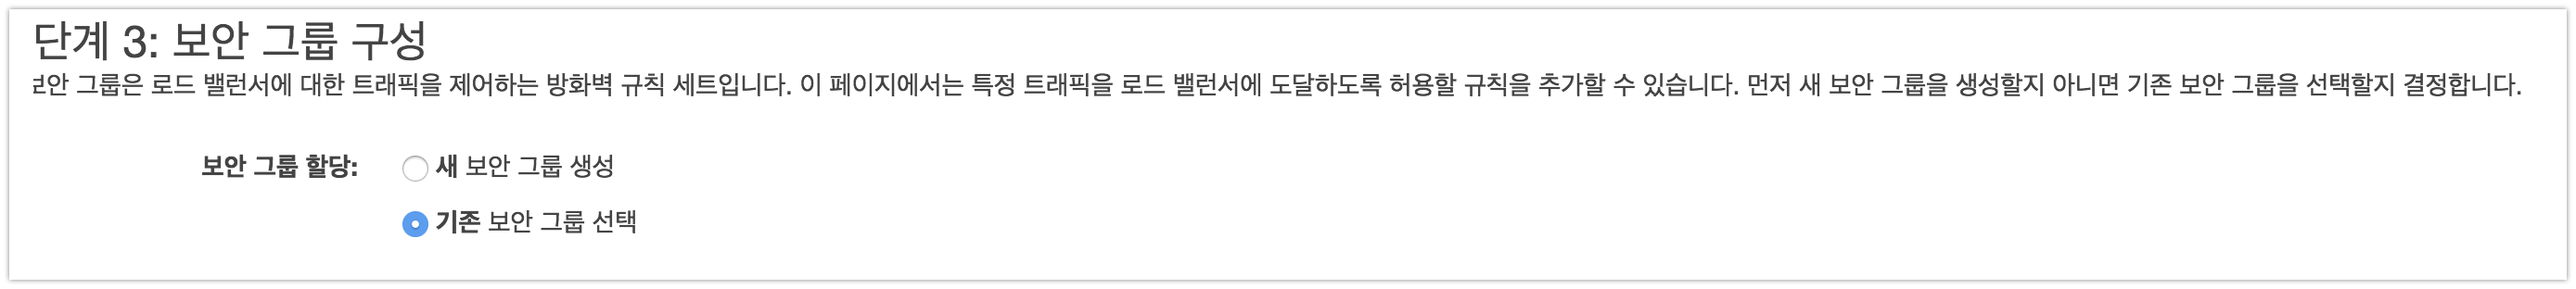 단계 3: 보안 그룹 구성
보안 그룹은 로드 밸런서에 대한 트래픽을 제어하는 방화벽 규칙 세트입니다. 이 페이지에서는 특정 트래픽을 로드 밸런서에 도달하도록 허용할 규칙을 추가할 수 있습니다. 먼저 새 보안 그룹을 생성할지 아니면 기존 보안 그룹을 선택할지 결정합니다.
보안 그룹 할당: 새 보안 그룹 생성
기존 보안 그룹 선택